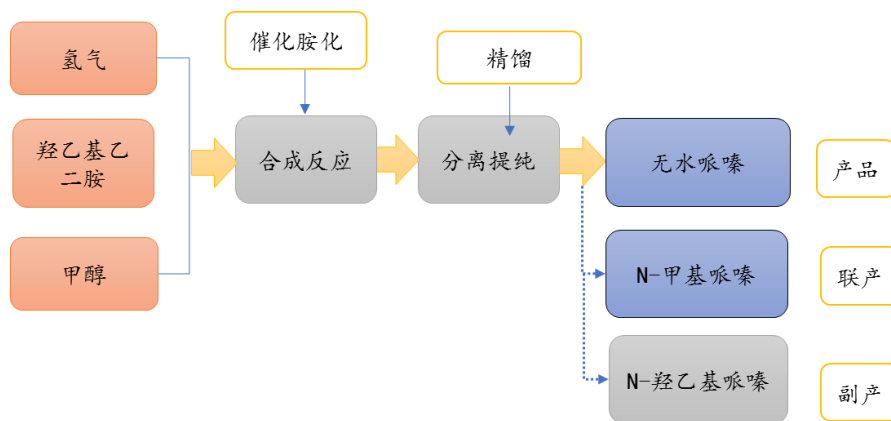 催化胺化
精馏
氢气
羟乙基乙
二胺
甲醇
合成反应
分离提纯
无水哌嗪
产品
N-甲基哌嗪
联产
N-羟乙基哌嗪
副产